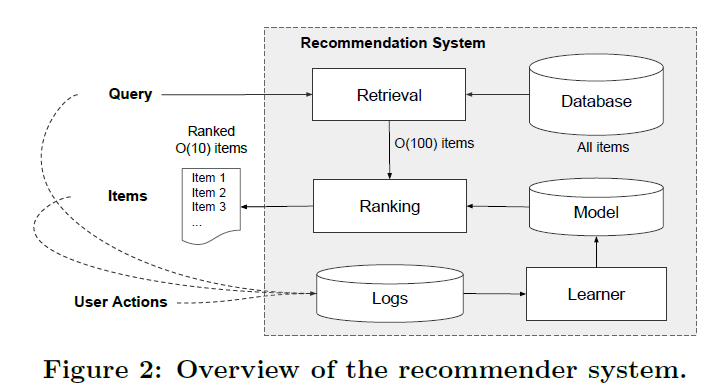 Recommendation System
Query
Retrieval
Database
All items
Ranked
O(10) items
O(100) items
Items
Item 1
Item 2
Item 3
...
Ranking
Model
User Actions
Logs
Learner
Figure 2: Overview of the recommender system.